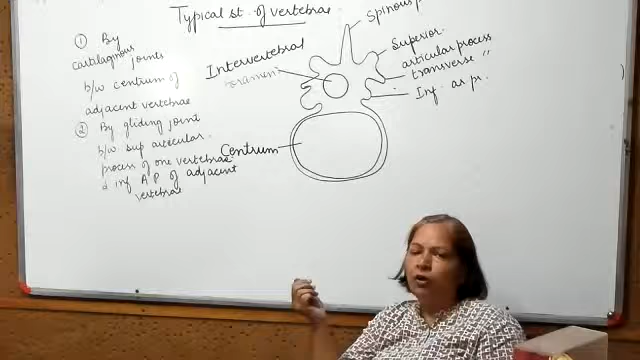 Typical st. of vertebrae
① By
cartilaginous
joints
b/w centrum of
adjacent vertebrae
② By gliding joint
b/w sup articular
process of one vertebrae
& inf AP of adjacent
vertebrae
Intervertebral
foramen
Centrum
Spinous p
Superior
articular process
transverse "
Inf ar pr.